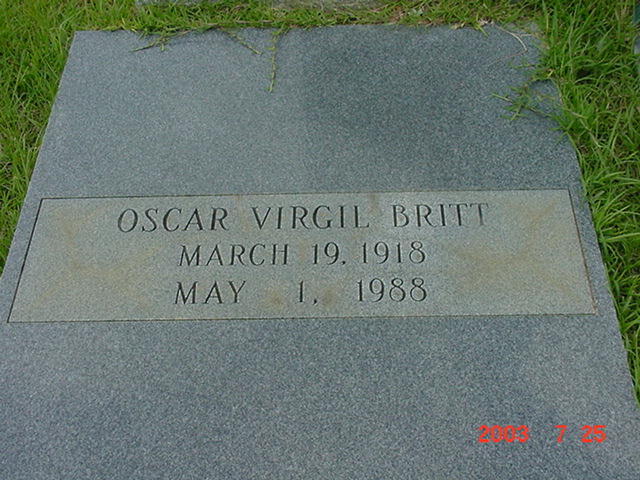 OSCAR VIRGIL BRITT
MARCH 19, 1918
MAY 1, 1988
2003 7 25